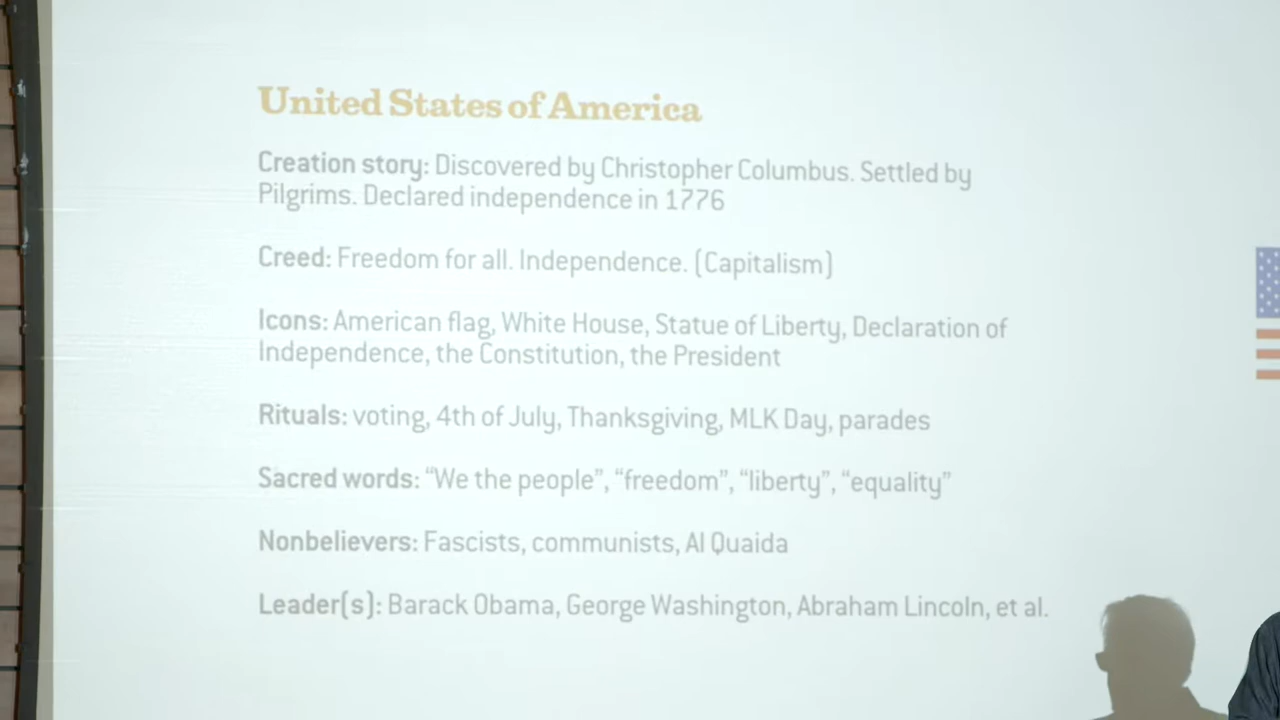 United States of America
Creation story: Discovered by Christopher Columbus. Settled by
Pilgrims. Declared independence in 1776
Creed: Freedom for all. Independence. (Capitalism)
Icons: American flag, White House, Statue of Liberty, Declaration of
Independence, the Constitution, the President
Rituals: voting, 4th of July, Thanksgiving, MLK Day, parades
Sacred words: “We the people”, “freedom”, “liberty”, “equality”
Nonbelievers: Fascists, communists, Al Quaida
Leader(s): Barack Obama, George Washington, Abraham Lincoln, et al.